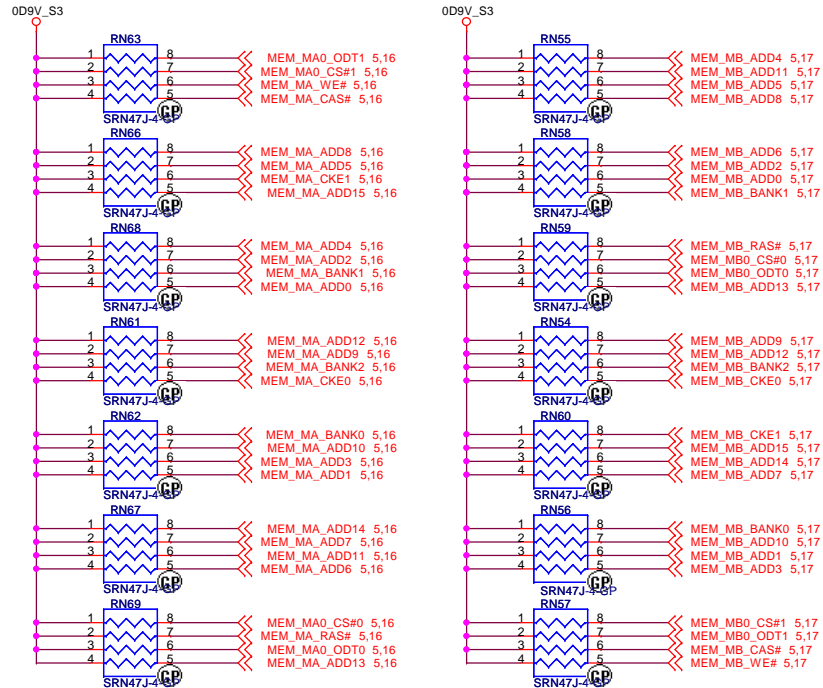 0D9V_S3
RN63
1 8 MEM_MA0_ODT1 5,16
2 7 MEM_MA0_CS#1 5,16
3 6 MEM_MA_WE# 5,16
4 5 MEM_MA_CAS# 5,16
GP
SRN47J-4-GP
RN66
1 8 MEM_MA_ADD8 5,16
2 7 MEM_MA_ADD5 5,16
3 6 MEM_MA_CKE1 5,16
4 5 MEM_MA_ADD15 5,16
GP
SRN47J-4-GP
RN68
1 8 MEM_MA_ADD4 5,16
2 7 MEM_MA_ADD2 5,16
3 6 MEM_MA_BANK1 5,16
4 5 MEM_MA_ADD0 5,16
GP
SRN47J-4-GP
RN61
1 8 MEM_MA_ADD12 5,16
2 7 MEM_MA_ADD9 5,16
3 6 MEM_MA_BANK2 5,16
4 5 MEM_MA_CKE0 5,16
GP
SRN47J-4-GP
RN62
1 8 MEM_MA_BANK0 5,16
2 7 MEM_MA_ADD10 5,16
3 6 MEM_MA_ADD3 5,16
4 5 MEM_MA_ADD1 5,16
GP
SRN47J-4-GP
RN67
1 8 MEM_MA_ADD14 5,16
2 7 MEM_MA_ADD7 5,16
3 6 MEM_MA_ADD11 5,16
4 5 MEM_MA_ADD6 5,16
GP
SRN47J-4-GP
RN69
1 8 MEM_MA0_CS#0 5,16
2 7 MEM_MA_RAS# 5,16
3 6 MEM_MA0_ODT0 5,16
4 5 MEM_MA_ADD13 5,16
GP
SRN47J-4-GP
0D9V_S3
RN55
1 8 MEM_MB_ADD4 5,17
2 7 MEM_MB_ADD11 5,17
3 6 MEM_MB_ADD5 5,17
4 5 MEM_MB_ADD8 5,17
GP
SRN47J-4-GP
RN58
1 8 MEM_MB_ADD6 5,17
2 7 MEM_MB_ADD2 5,17
3 6 MEM_MB_ADD0 5,17
4 5 MEM_MB_BANK1 5,17
GP
SRN47J-4-GP
RN59
1 8 MEM_MB_RAS# 5,17
2 7 MEM_MB0_CS#0 5,17
3 6 MEM_MB0_ODT0 5,17
4 5 MEM_MB_ADD13 5,17
GP
SRN47J-4-GP
RN54
1 8 MEM_MB_ADD9 5,17
2 7 MEM_MB_ADD12 5,17
3 6 MEM_MB_BANK2 5,17
4 5 MEM_MB_CKE0 5,17
GP
SRN47J-4-GP
RN60
1 8 MEM_MB_CKE1 5,17
2 7 MEM_MB_ADD15 5,17
3 6 MEM_MB_ADD14 5,17
4 5 MEM_MB_ADD7 5,17
GP
SRN47J-4-GP
RN56
1 8 MEM_MB_BANK0 5,17
2 7 MEM_MB_ADD10 5,17
3 6 MEM_MB_ADD1 5,17
4 5 MEM_MB_ADD3 5,17
GP
SRN47J-4-GP
RN57
1 8 MEM_MB0_CS#1 5,17
2 7 MEM_MB0_ODT1 5,17
3 6 MEM_MB_CAS# 5,17
4 5 MEM_MB_WE# 5,17
GP
SRN47J-4-GP